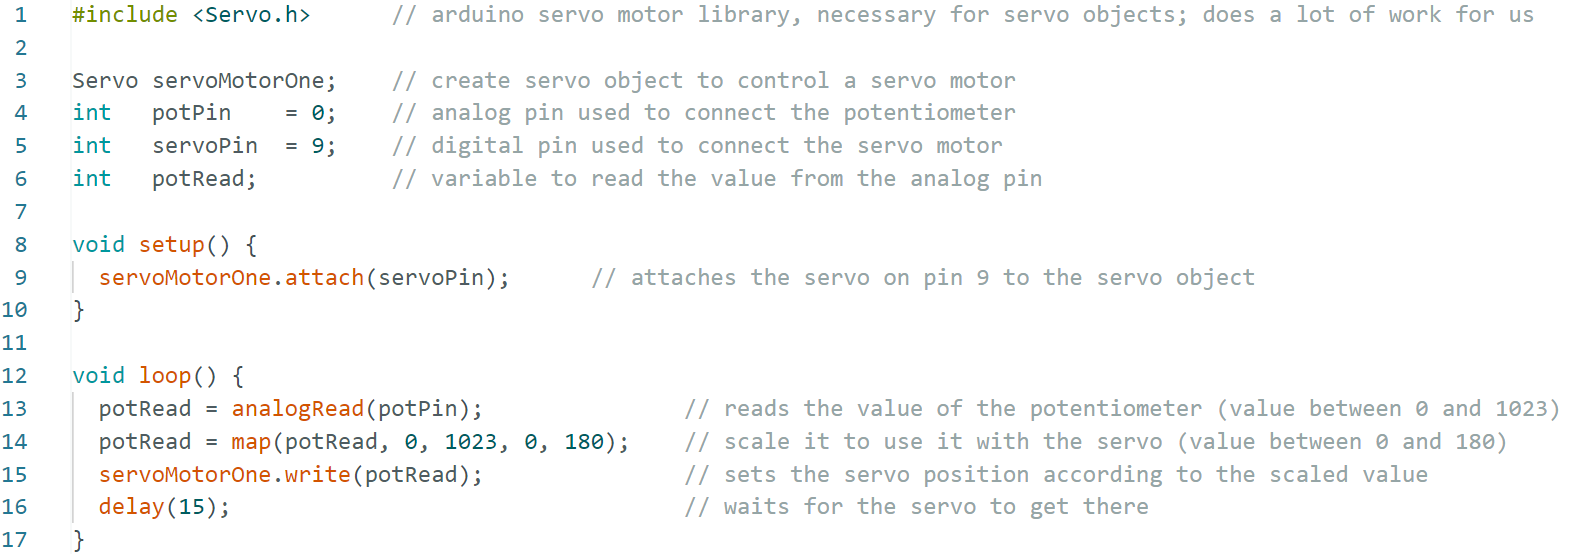 1 #include <Servo.h>      // arduino servo motor library, necessary for servo objects; does a lot of work for us
2
3 Servo servoMotorOne;    // create servo object to control a servo motor
4 int   potPin    = 0;    // analog pin used to connect the potentiometer
5 int   servoPin  = 9;    // digital pin used to connect the servo motor
6 int   potRead;          // variable to read the value from the analog pin
7
8 void setup() {
9   servoMotorOne.attach(servoPin);      // attaches the servo on pin 9 to the servo object
10 }
11
12 void loop() {
13   potRead = analogRead(potPin);               // reads the value of the potentiometer (value between 0 and 1023)
14   potRead = map(potRead, 0, 1023, 0, 180);    // scale it to use it with the servo (value between 0 and 180)
15   servoMotorOne.write(potRead);               // sets the servo position according to the scaled value
16   delay(15);                                  // waits for the servo to get there
17 }